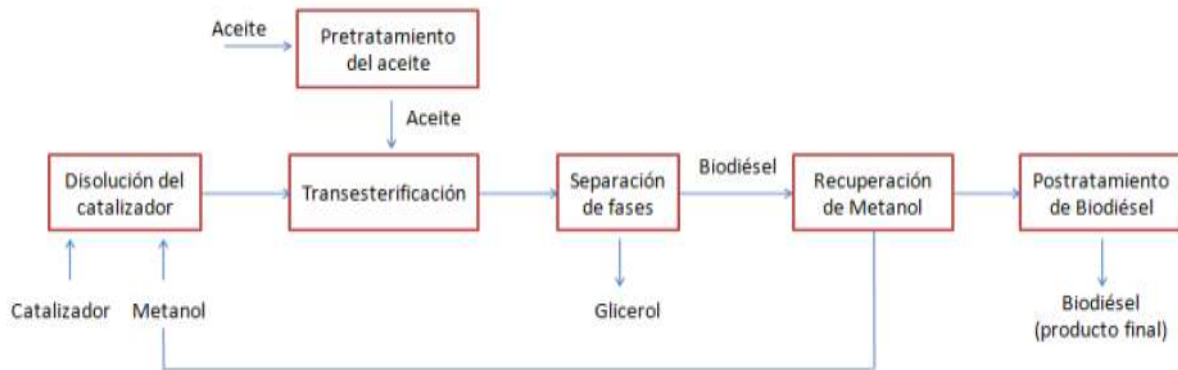 Aceite
Pretratamiento
del aceite
Aceite
Disolución del
catalizador
Transesterificación
Separación
de fases
Biodiésel
Recuperación
de Metanol
Postratamiento
de Biodiésel
Catalizador
Metanol
Glicerol
Biodiésel
(producto final)